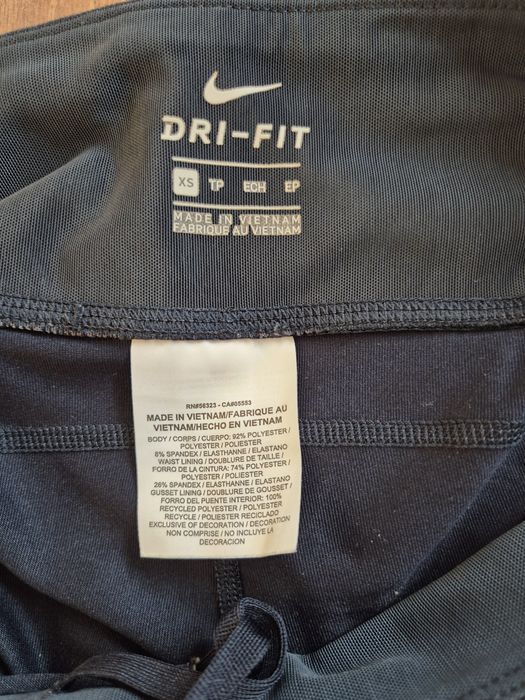 DRI-FIT
XS TP ECH EP
MADE IN VIETNAM
FABRIQUÉ AU VIETNAM
RN#56323 - CA#05553
MADE IN VIETNAM/FABRIQUE AU
VIETNAM/HECHO EN VIETNAM
BODY / CORPS / CUERPO: 92% POLYESTER /
POLYESTER / POLIESTER
8% SPANDEX / ELASTHANNE / ELASTANO
WAIST LINING / DOUBLURE DE TAILLE /
FORRO DE LA CINTURA: 74% POLYESTER /
POLYESTER / POLIESTER
26% SPANDEX / ELASTHANNE / ELASTANO
GUSSET LINING / DOUBLURE DE GOUSSET /
FORRO DEL PUENTE INTERIOR: 100%
RECYCLED POLYESTER / POLYESTER
RECYCLE / POLIESTER RECICLADO
EXCLUSIVE OF DECORATION / DECORATION
NON COMPRISE / NO INCLUYE LA
DECORACION